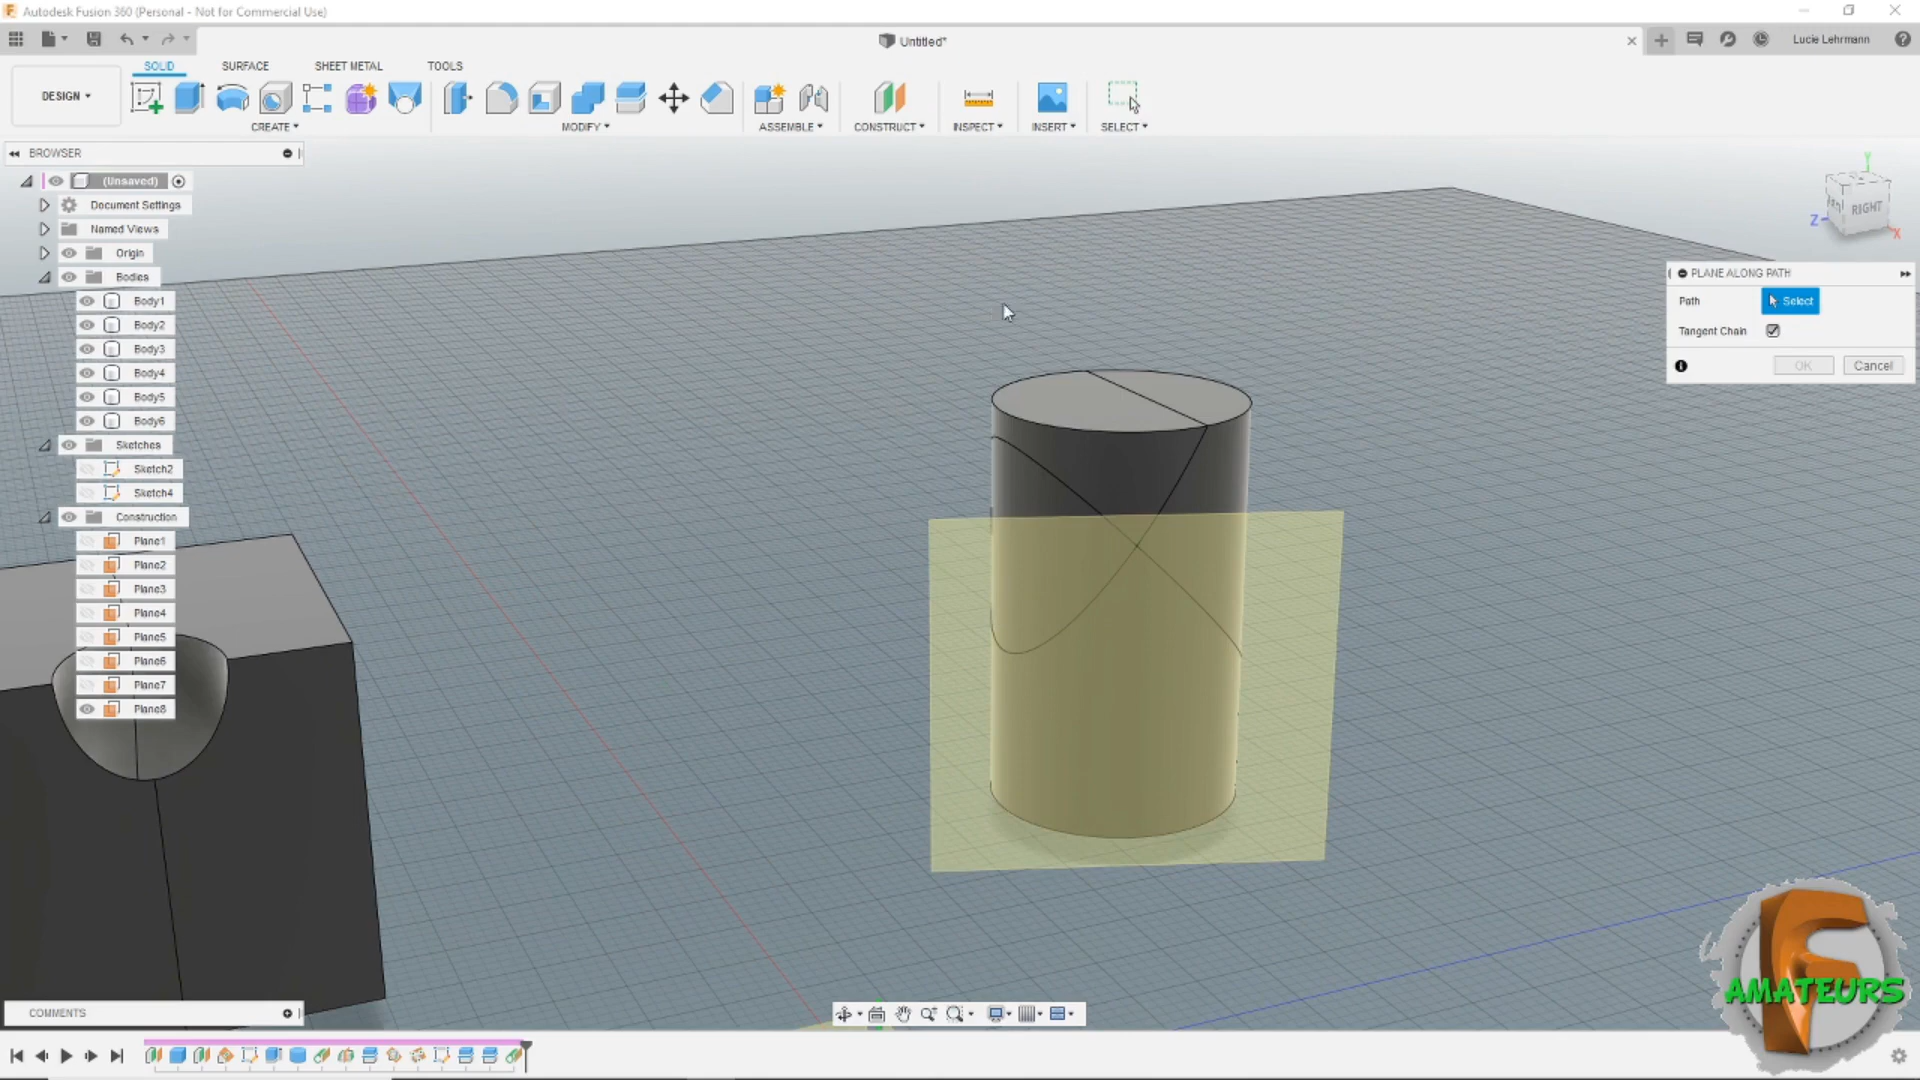 Autodesk Fusion 360 (Personal - Not for Commercial Use)
Untitled*
Lucie Lehrmann
DESIGN
SOLID
SURFACE
SHEET METAL
TOOLS
CREATE
MODIFY
ASSEMBLE
CONSTRUCT
INSPECT
INSERT
SELECT
BROWSER
(Unsaved)
Document Settings
Named Views
Origin
Bodies
Body1
Body2
Body3
Body4
Body5
Body6
Sketches
Sketch2
Sketch4
Construction
Plane1
Plane2
Plane3
Plane4
Plane5
Plane6
Plane7
Plane8
Y
RIGHT
Z
X
PLANE ALONG PATH
Path
Select
Tangent Chain
OK
Cancel
COMMENTS
F
AMATEURS